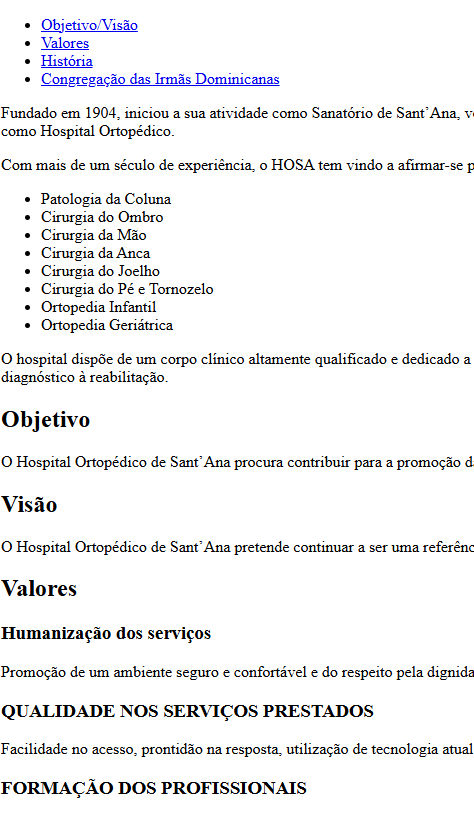 Objetivo/Visão
Valores
História
Congregação das Irmãs Dominicanas
Fundado em 1904, iniciou a sua atividade como Sanatório de Sant’Ana,
como Hospital Ortopédico.
Com mais de um século de experiência, o HOSA tem vindo a afirmar-se
Patologia da Coluna
Cirurgia do Ombro
Cirurgia da Mão
Cirurgia da Anca
Cirurgia do Joelho
Cirurgia do Pé e Tornozelo
Ortopedia Infantil
Ortopedia Geriátrica
O hospital dispõe de um corpo clínico altamente qualificado e dedicado a
diagnóstico à reabilitação.
Objetivo
O Hospital Ortopédico de Sant’Ana procura contribuir para a promoção
Visão
O Hospital Ortopédico de Sant’Ana pretende continuar a ser uma
Valores
Humanização dos serviços
Promoção de um ambiente seguro e confortável e do respeito pela
QUALIDADE NOS SERVIÇOS PRESTADOS
Facilidade no acesso, prontidão na resposta, utilização de tecnologia
FORMAÇÃO DOS PROFISSIONAIS